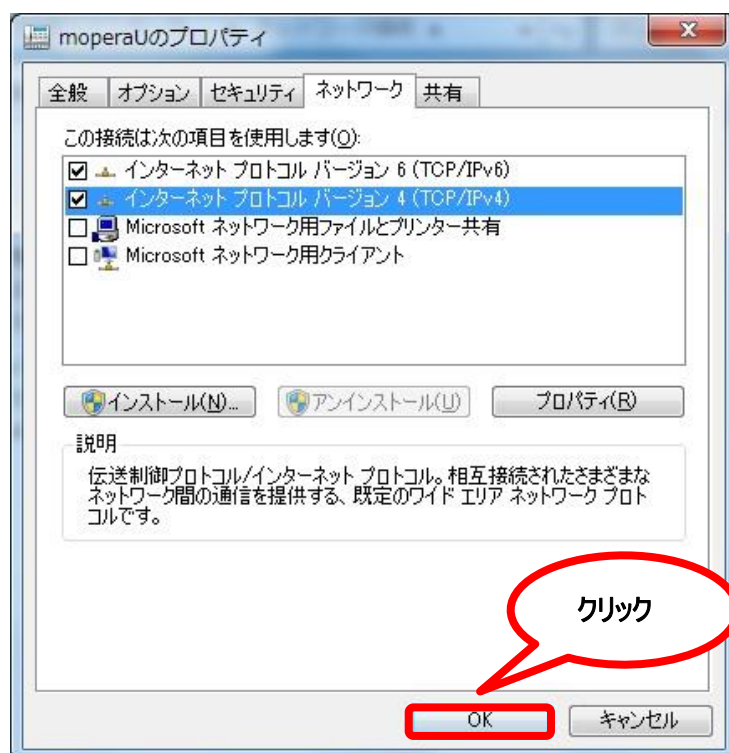 moperaUのプロパティ
全般 オプション セキュリティ ネットワーク 共有
この接続は次の項目を使用します(O):
インターネット プロトコル バージョン 6 (TCP/IPv6)
インターネット プロトコル バージョン 4 (TCP/IPv4)
Microsoft ネットワーク用ファイルとプリンター共有
Microsoft ネットワーク用クライアント
インストール(N)... アンインストール(U) プロパティ(R)
説明
伝送制御プロトコル/インターネット プロトコル。相互接続されたさまざまな
ネットワーク間の通信を提供する、既定のワイド エリア ネットワーク プロト
コルです。
クリック
OK キャンセル